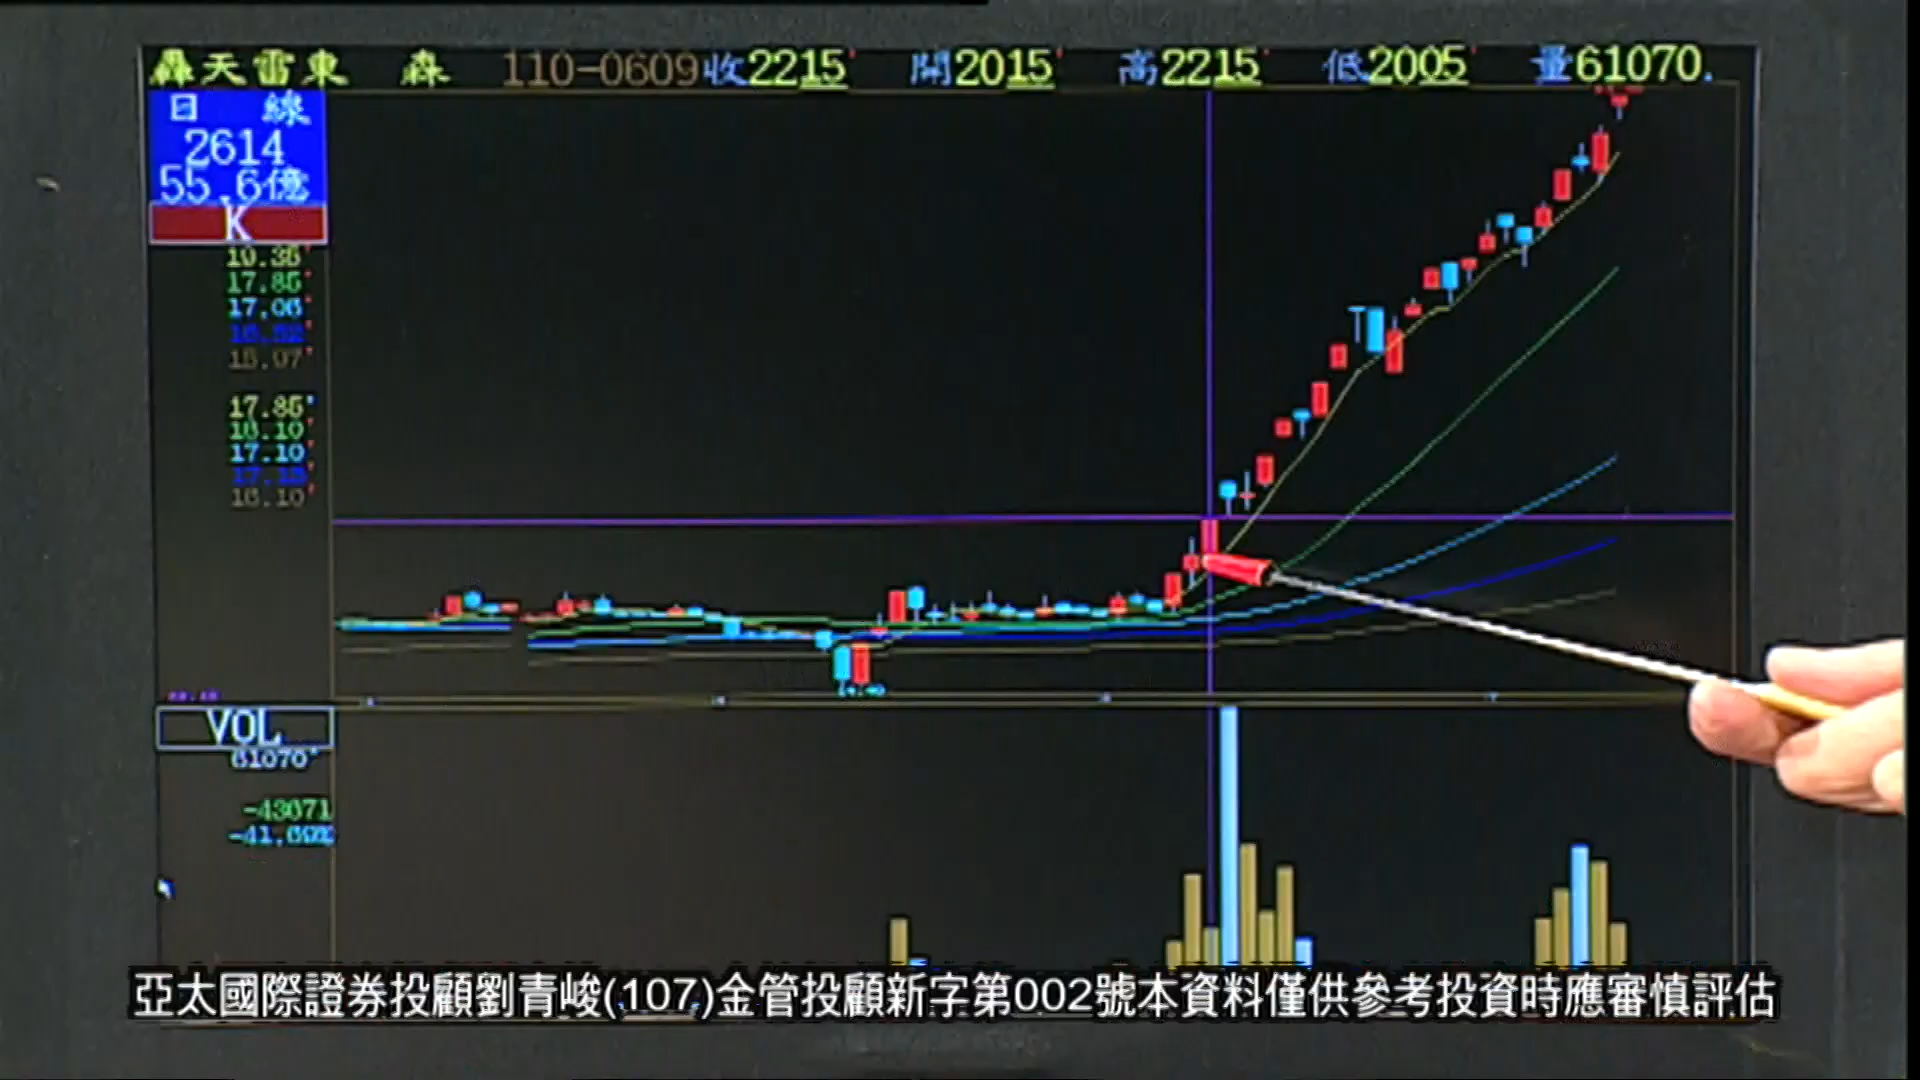 轟天雷東 森 110-0609收2215 開2015 高2215 低2005 量61070.
日 線
2614
55.6億
K
17.85
17.06
17.85
18.10
17.10
VOL
61070
-43671
亞太國際證券投顧劉青峻(107)金管投顧新字第002號本資料僅供參考投資時應審慎評估